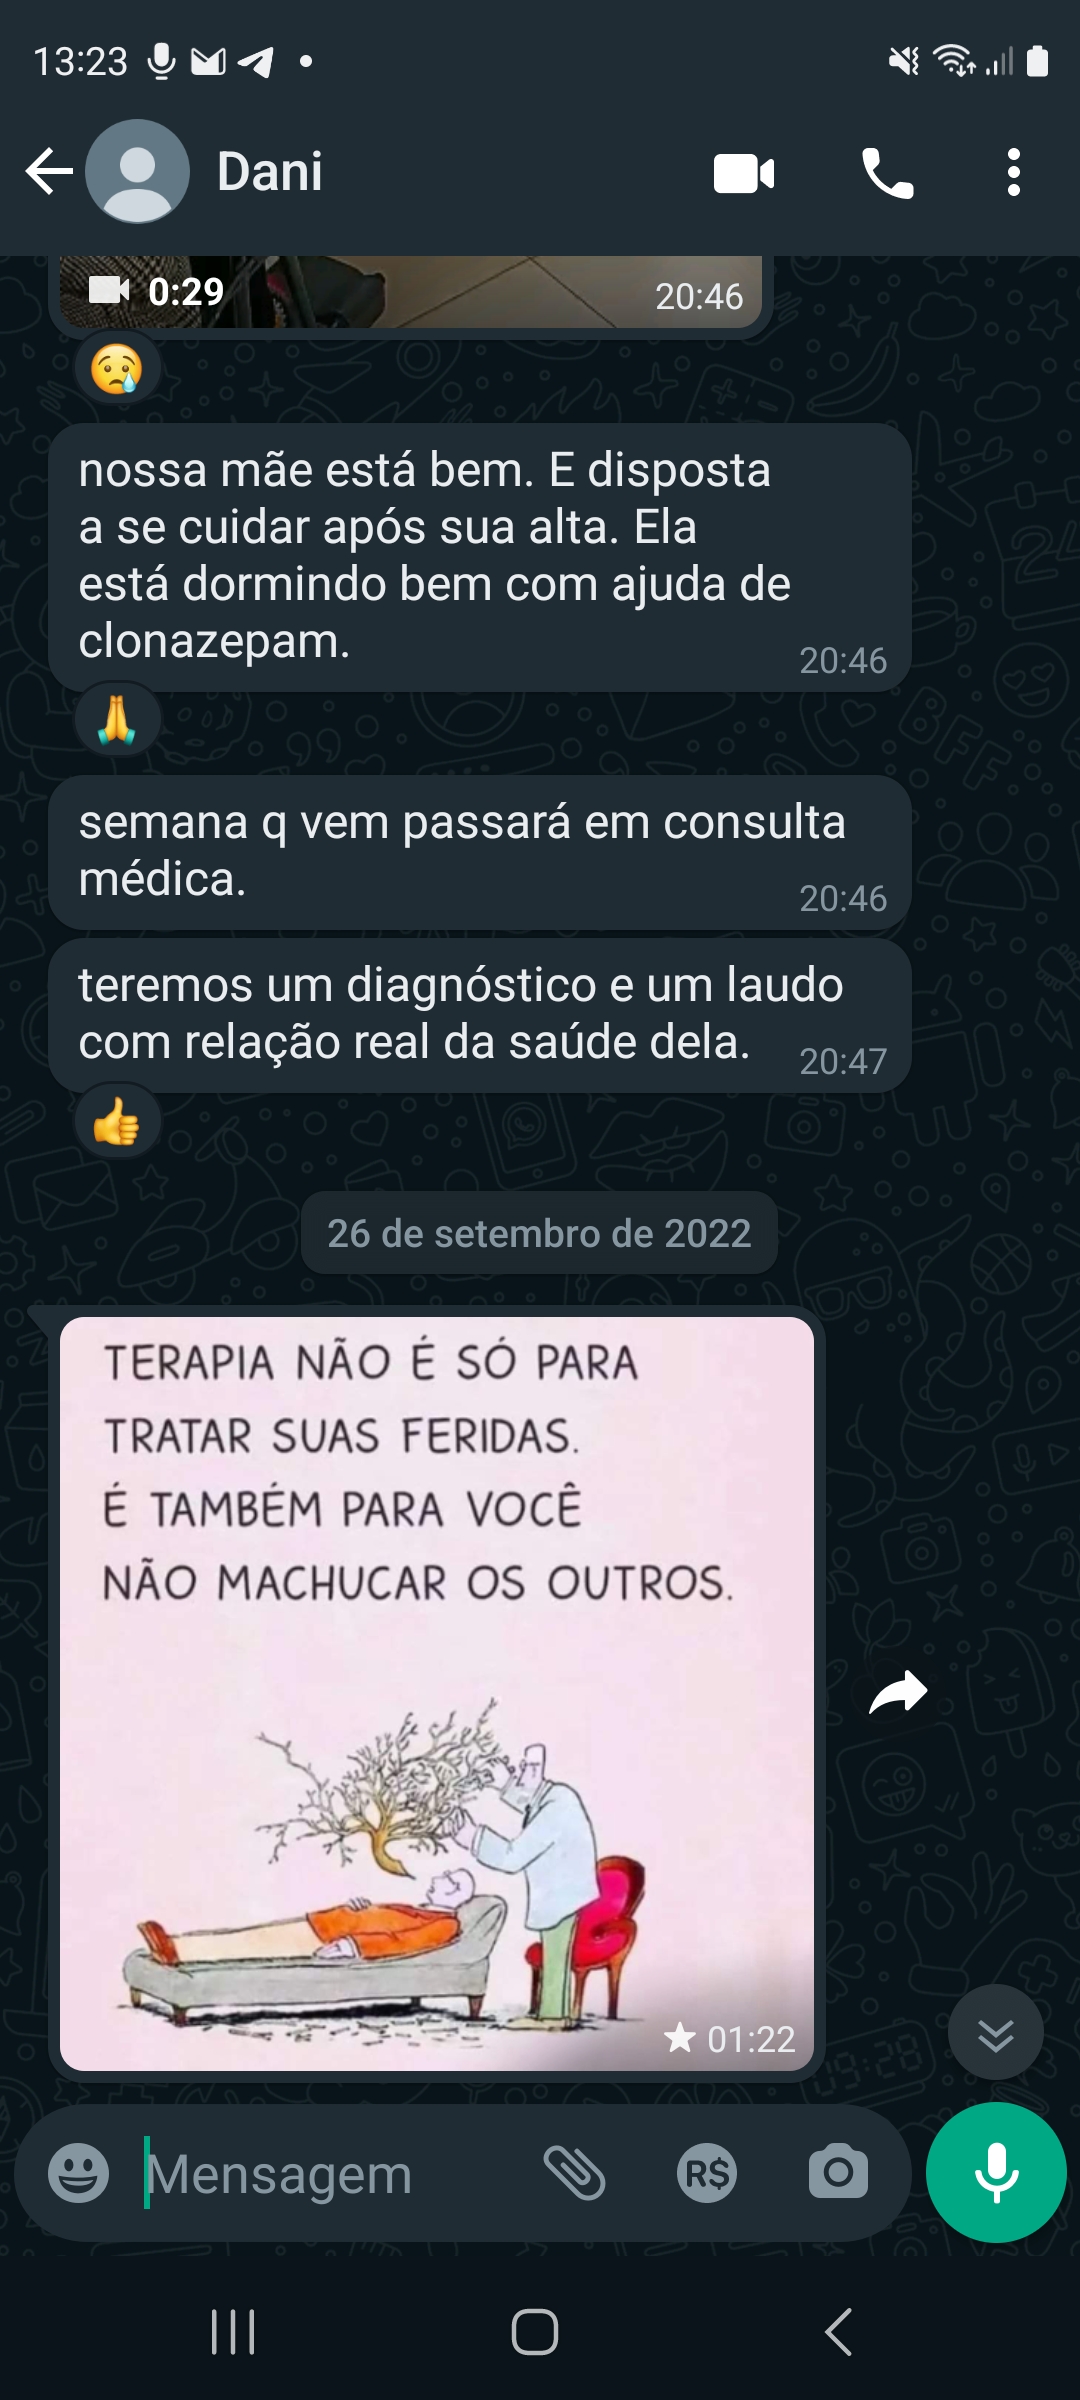 13:23
Dani
0:29
20:46
nossa mãe está bem. E disposta
a se cuidar após sua alta. Ela
está dormindo bem com ajuda de
clonazepam.
20:46
semana q vem passará em consulta
médica.
20:46
teremos um diagnóstico e um laudo
com relação real da saúde dela.
20:47
26 de setembro de 2022
TERAPIA NÃO É SÓ PARA
TRATAR SUAS FERIDAS.
É TAMBÉM PARA VOCÊ
NÃO MACHUCAR OS OUTROS.
01:22
Mensagem
R$